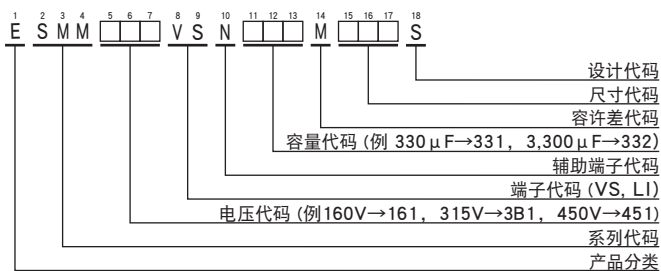 1 2 3 4 5 6 7 8 9 10 11 12 13 14 15 16 17 18
E SMM □□□ VS N □□□ M □□□ S
设计代码
尺寸代码
容许差代码
容量代码 (例 330μF→331, 3,300μF→332)
辅助端子代码
端子代码 (VS, LI)
电压代码 (例160V→161, 315V→3B1, 450V→451)
系列代码
产品分类